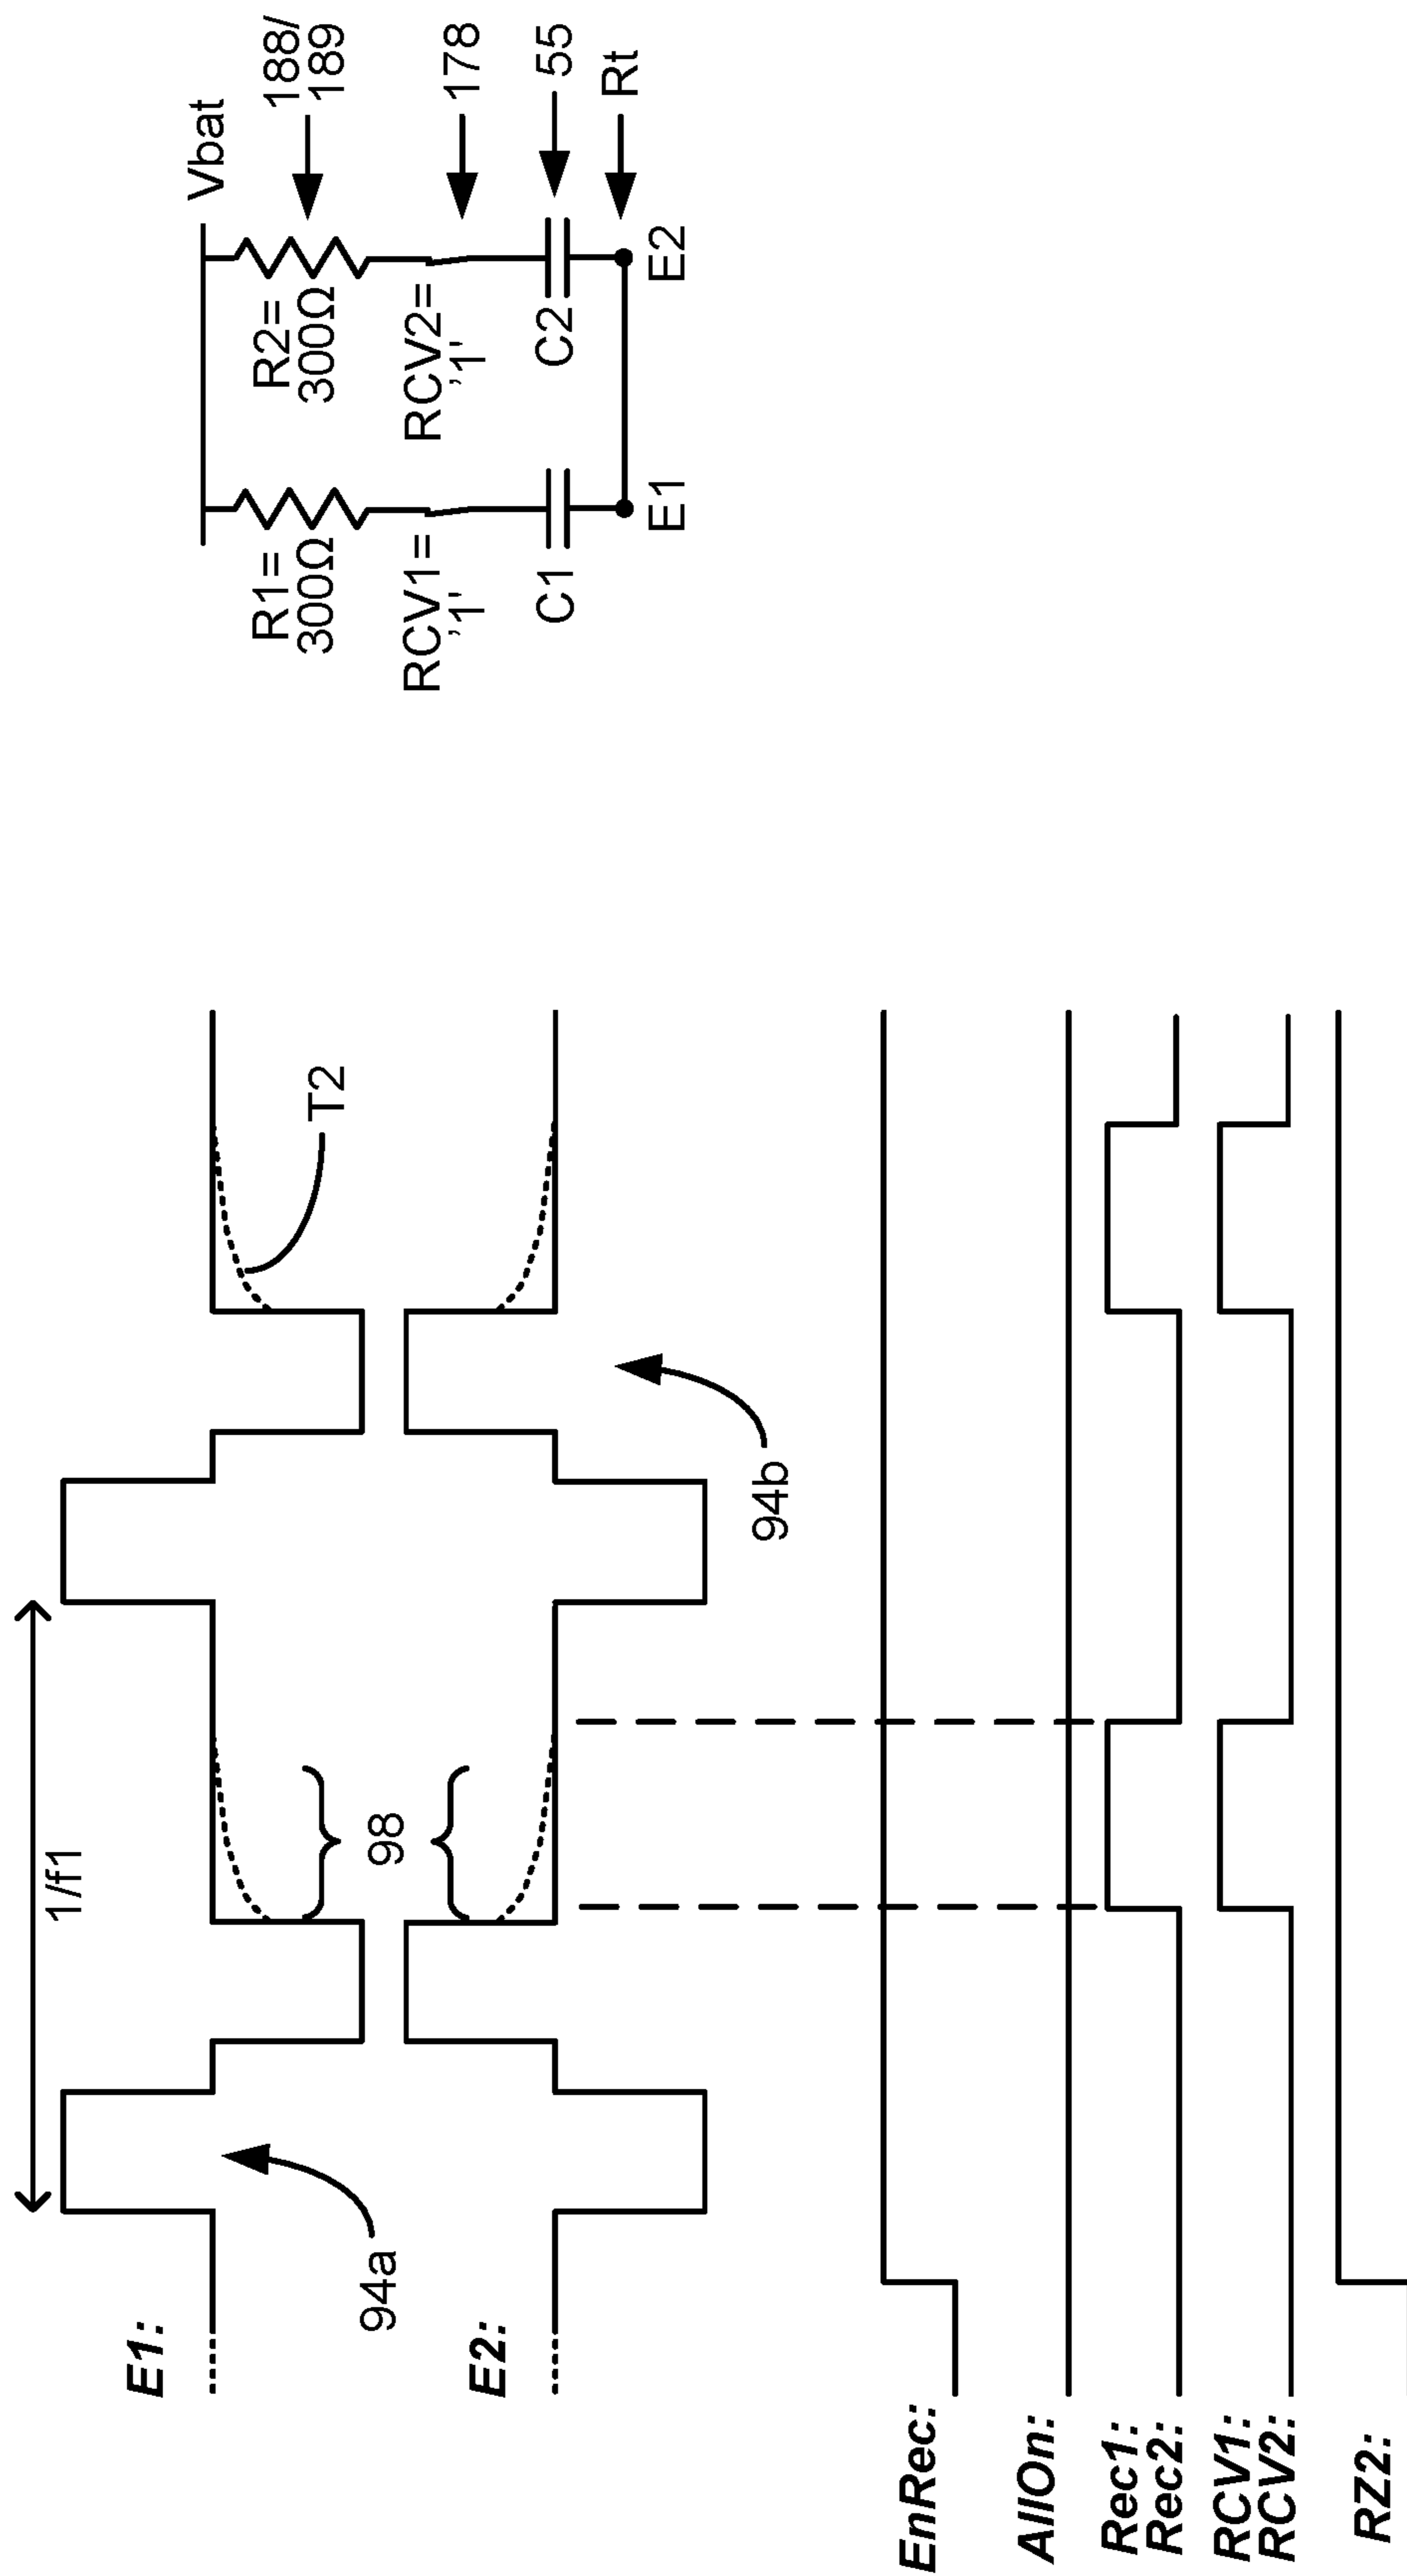 1/f1
E1:
94a
98
T2
E2:
94b
EnRec:
AllOn:
Rec1:
Rec2:
RCV1:
RCV2:
RZ2:
Vbat
R1=
300Ω
R2=
300Ω
188/
189
RCV1=
'1'
RCV2=
'1'
178
C1
C2
55
E1
E2
Rt